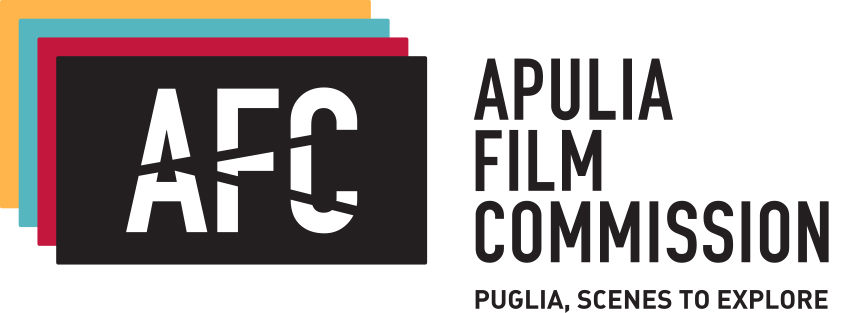 AFC
APULIA
FILM
COMMISSION
PUGLIA, SCENES TO EXPLORE